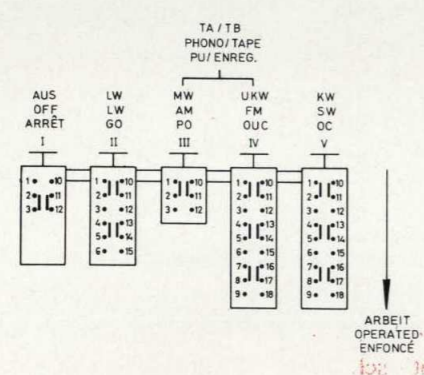 TA / TB
PHONO / TAPE
PU / ENREG.
AUS
OFF
ARRÊT
I
LW
LW
GO
II
MW
AM
PO
III
UKW
FM
OUC
IV
KW
SW
OC
V
1 10
2 11
3 12
1 10
2 11
3 12
4 13
5 14
6 15
1 10
2 11
3 12
1 10
2 11
3 12
4 13
5 14
6 15
7 16
8 17
9 18
1 10
2 11
3 12
4 13
5 14
6 15
7 16
8 17
9 18
ARBEIT
OPERATED
ENFONCÉ